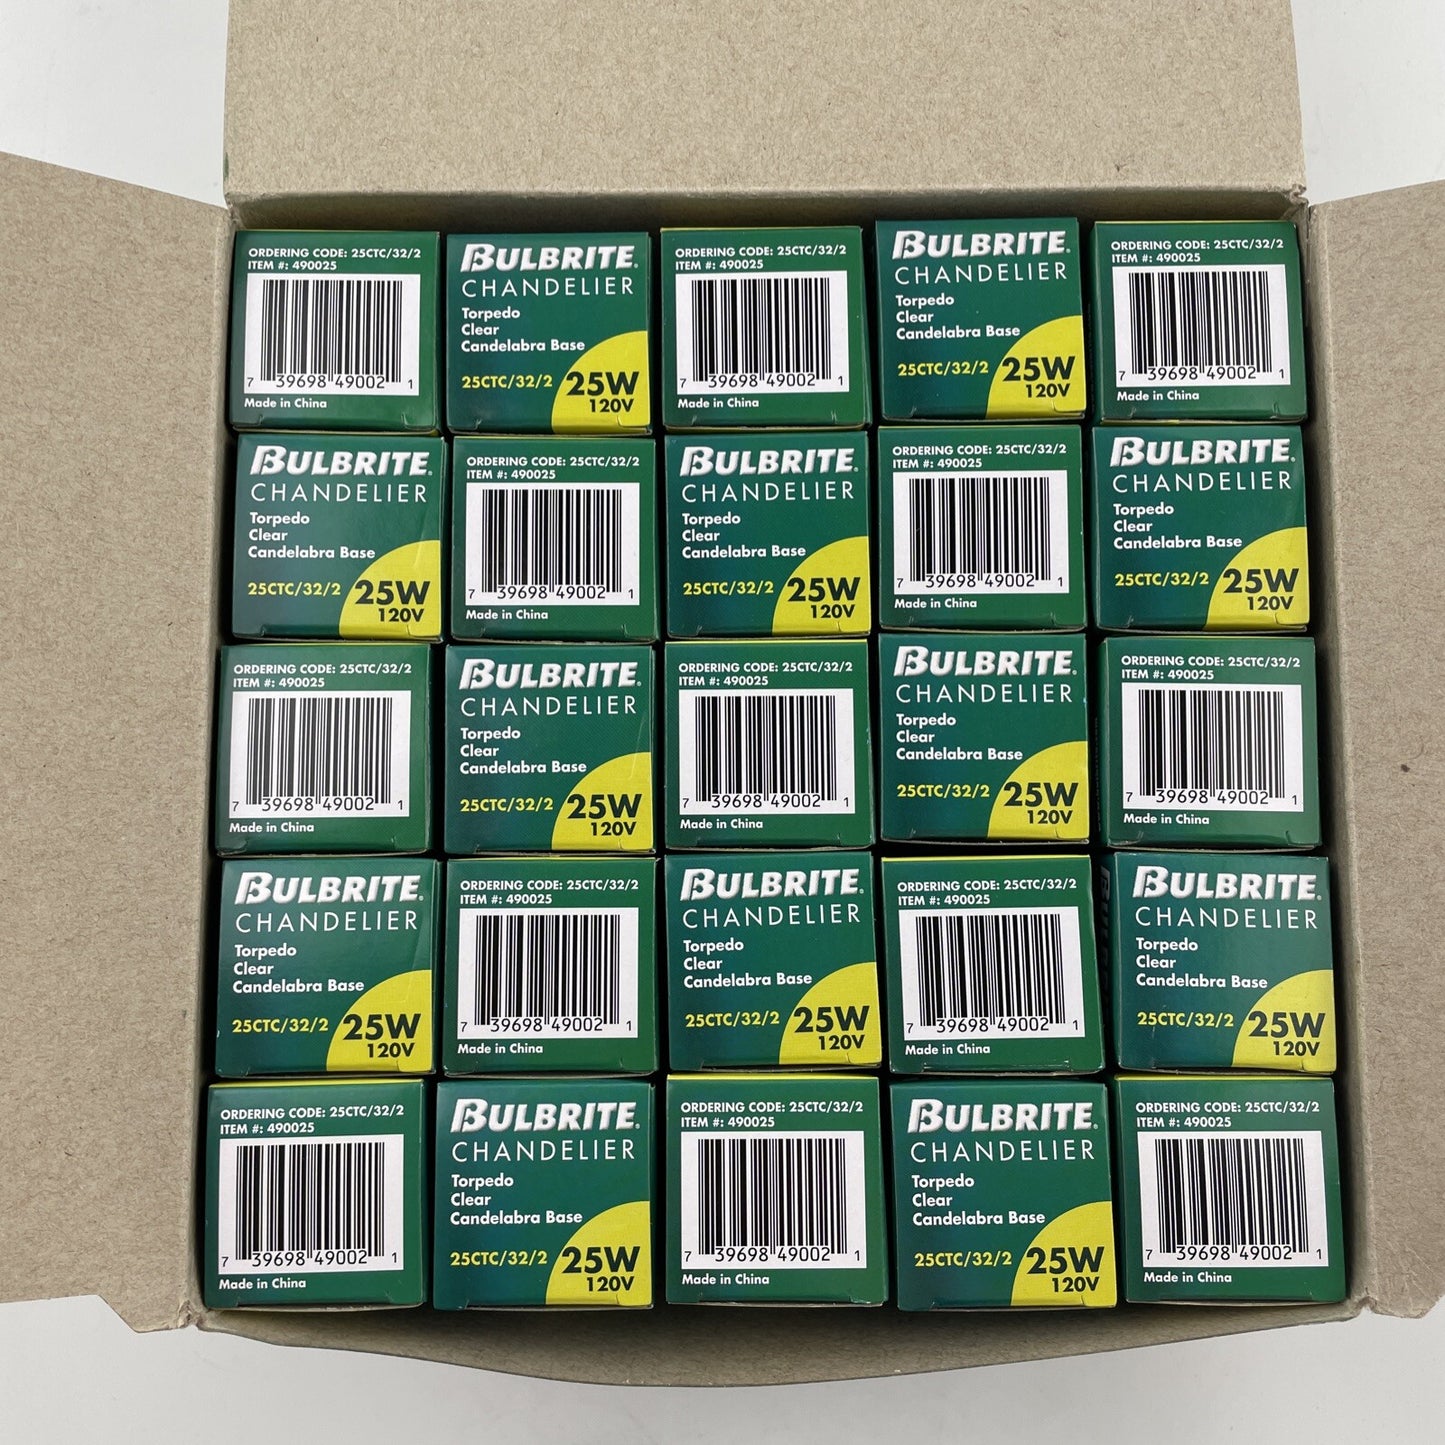 ORDERING CODE: 25CTC/32/2
ITEM #: 490025
7 39698 49002 1
Made in China
BULBRITE.
CHANDELIER
Torpedo
Clear
Candelabra Base
25CTC/32/2 25W
120V
ORDERING CODE: 25CTC/32/2
ITEM #: 490025
7 39698 49002 1
Made in China
BULBRITE.
CHANDELIER
Torpedo
Clear
Candelabra Base
25CTC/32/2 25W
120V
ORDERING CODE: 25CTC/32/2
ITEM #: 490025
7 39698 49002 1
Made in China
BULBRITE.
CHANDELIER
Torpedo
Clear
Candelabra Base
25CTC/32/2 25W
120V
ORDERING CODE: 25CTC/32/2
ITEM #: 490025
7 39698 49002 1
Made in China
BULBRITE.
CHANDELIER
Torpedo
Clear
Candelabra Base
25CTC/32/2 25W
120V
ORDERING CODE: 25CTC/32/2
ITEM #: 490025
7 39698 49002 1
Made in China
BULBRITE.
CHANDELIER
Torpedo
Clear
Candelabra Base
25CTC/32/2 25W
120V
ORDERING CODE: 25CTC/32/2
ITEM #: 490025
7 39698 49002 1
Made in China
BULBRITE.
CHANDELIER
Torpedo
Clear
Candelabra Base
25CTC/32/2 25W
120V
ORDERING CODE: 25CTC/32/2
ITEM #: 490025
7 39698 49002 1
Made in China
BULBRITE.
CHANDELIER
Torpedo
Clear
Candelabra Base
25CTC/32/2 25W
120V
ORDERING CODE: 25CTC/32/2
ITEM #: 490025
7 39698 49002 1
Made in China
BULBRITE.
CHANDELIER
Torpedo
Clear
Candelabra Base
25CTC/32/2 25W
120V
ORDERING CODE: 25CTC/32/2
ITEM #: 490025
7 39698 49002 1
Made in China
BULBRITE.
CHANDELIER
Torpedo
Clear
Candelabra Base
25CTC/32/2 25W
120V
ORDERING CODE: 25CTC/32/2
ITEM #: 490025
7 39698 49002 1
Made in China
BULBRITE.
CHANDELIER
Torpedo
Clear
Candelabra Base
25CTC/32/2 25W
120V
ORDERING CODE: 25CTC/32/2
ITEM #: 490025
7 39698 49002 1
Made in China
BULBRITE.
CHANDELIER
Torpedo
Clear
Candelabra Base
25CTC/32/2 25W
120V
ORDERING CODE: 25CTC/32/2
ITEM #: 490025
7 39698 49002 1
Made in China
BULBRITE.
CHANDELIER
Torpedo
Clear
Candelabra Base
25CTC/32/2 25W
120V
ORDERING CODE: 25CTC/32/2
ITEM #: 490025
7 39698 49002 1
Made in China